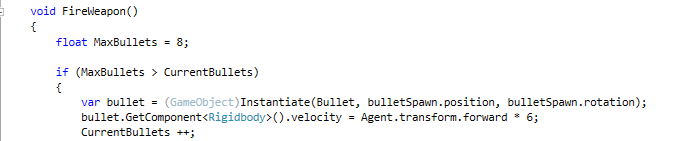 void FireWeapon()
{
float MaxBullets = 8;
if (MaxBullets > CurrentBullets)
{
var bullet = (GameObject)Instantiate(Bullet, bulletSpawn.position, bulletSpawn.rotation);
bullet.GetComponent<Rigidbody>().velocity = Agent.transform.forward * 6;
CurrentBullets ++;